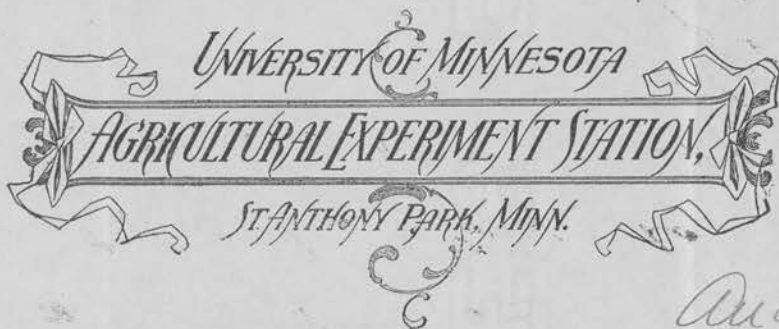 UNIVERSITY OF MINNESOTA
AGRICULTURAL EXPERIMENT STATION,
ST. ANTHONY PARK, MINN.